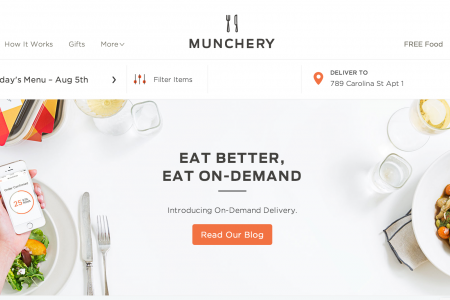 MUNCHERY
How It Works Gifts More FREE Food
day's Menu – Aug 5th Filter Items DELIVER TO
789 Carolina St Apt 1
EAT BETTER,
EAT ON-DEMAND
Introducing On-Demand Delivery.
Read Our Blog
25